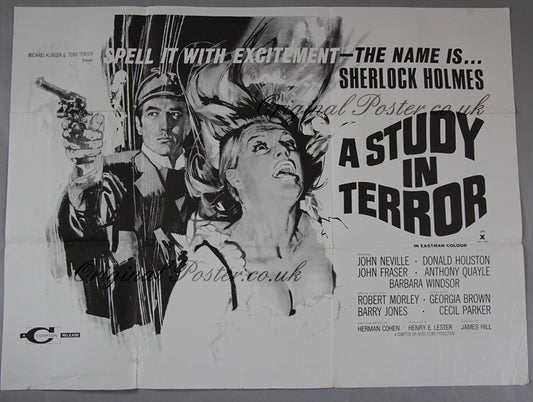 MICHAEL KLINGER & TONY TENSER
Present
SPELL IT WITH EXCITEMENT—THE NAME IS...
SHERLOCK HOLMES
Original Poster.co.uk
A STUDY
IN
TERROR
X
IN EASTMAN COLOUR
JOHN NEVILLE · DONALD HOUSTON
JOHN FRASER · ANTHONY QUAYLE
BARBARA WINDSOR
ROBERT MORLEY · GEORGIA BROWN
BARRY JONES · CECIL PARKER
HERMAN COHEN · HENRY E. LESTER · JAMES HILL
Original Poster.co.uk
A C COMPTON RELEASE